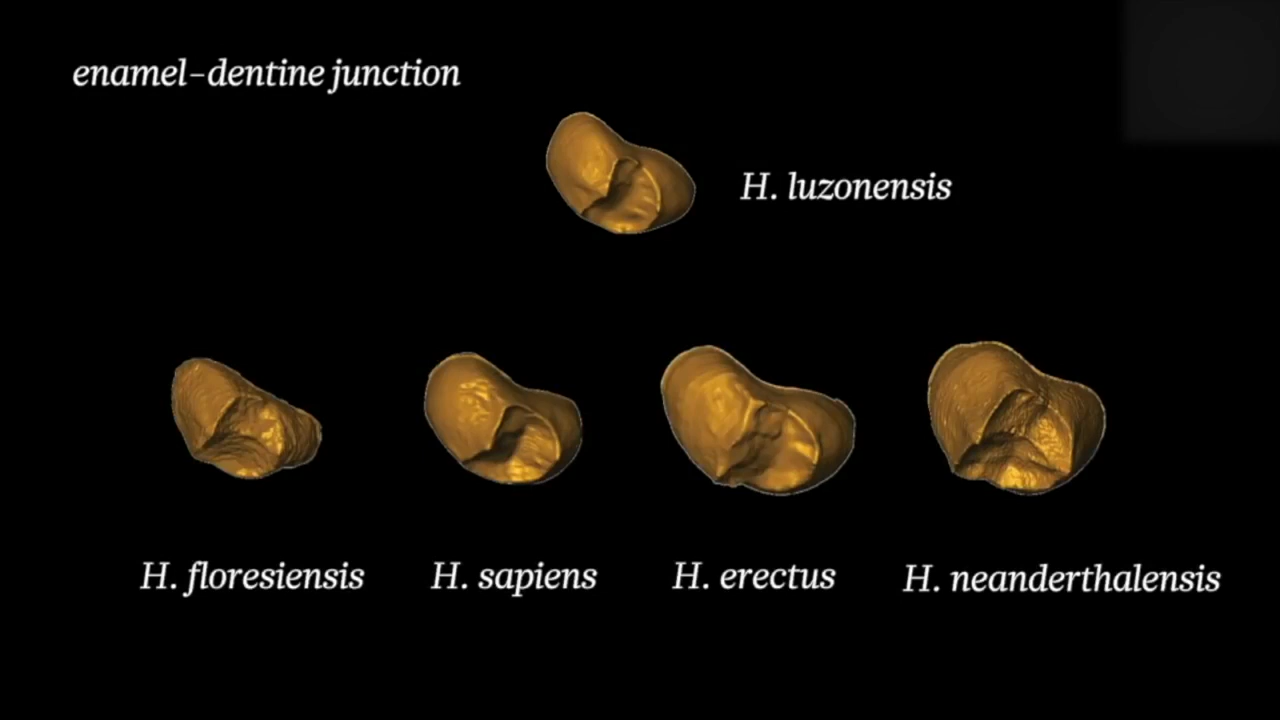 enamel–dentine junction
H. luzonensis
H. floresiensis
H. sapiens
H. erectus
H. neanderthalensis